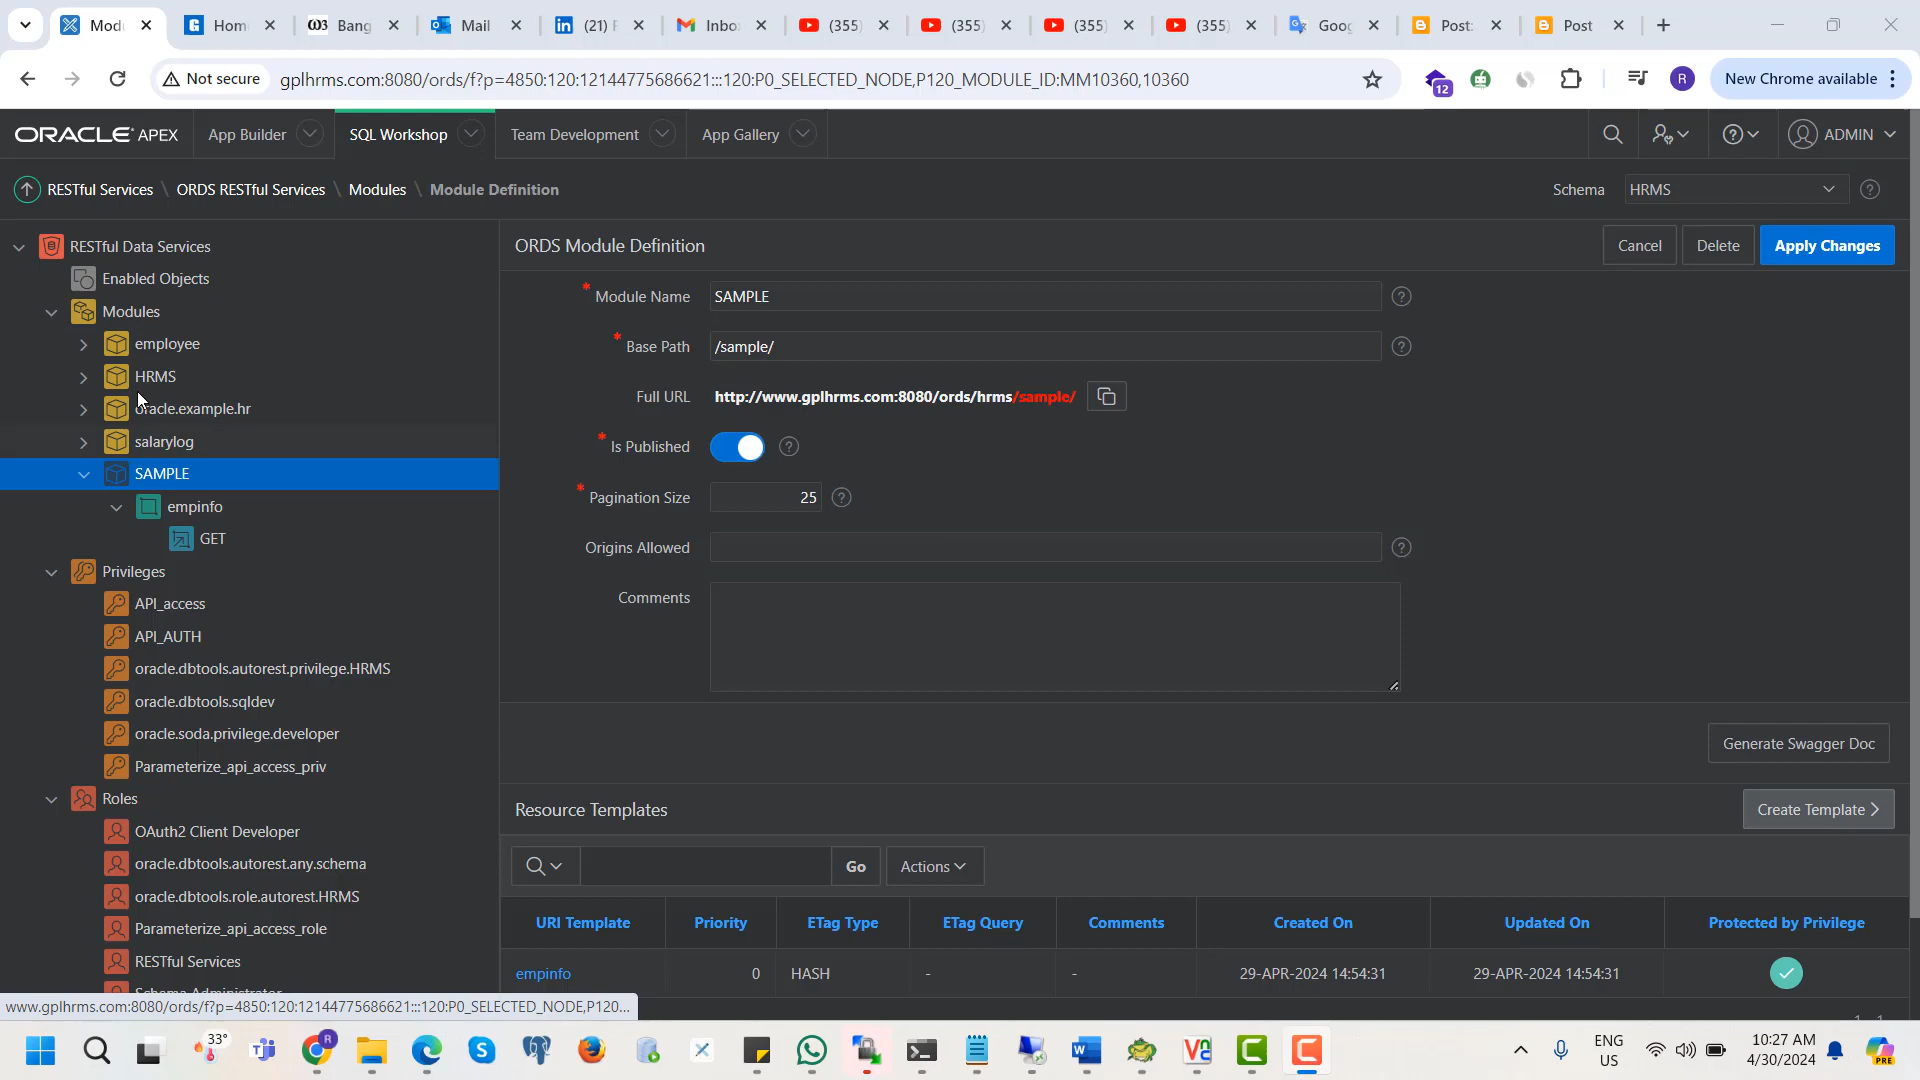 Modu
Hom
Bang
Mail
(21) F
Inbo
(355)
(355)
(355)
(355)
Goog
Post:
Post
Not secure
gplhrms.com:8080/ords/f?p=4850:120:12144775686621:::120:P0_SELECTED_NODE,P120_MODULE_ID:MM10360,10360
12
R
New Chrome available
ORACLE APEX
App Builder
SQL Workshop
Team Development
App Gallery
ADMIN
RESTful Services \ ORDS RESTful Services \ Modules \ Module Definition
Schema
HRMS
RESTful Data Services
Enabled Objects
Modules
employee
HRMS
oracle.example.hr
salarylog
SAMPLE
empinfo
GET
Privileges
API_access
API_AUTH
oracle.dbtools.autorest.privilege.HRMS
oracle.dbtools.sqldev
oracle.soda.privilege.developer
Parameterize_api_access_priv
Roles
OAuth2 Client Developer
oracle.dbtools.autorest.any.schema
oracle.dbtools.role.autorest.HRMS
Parameterize_api_access_role
RESTful Services
Schema Administrator
www.gplhrms.com:8080/ords/f?p=4850:120:12144775686621:::120:P0_SELECTED_NODE,P120...
ORDS Module Definition
Cancel
Delete
Apply Changes
* Module Name
SAMPLE
* Base Path
/sample/
Full URL
http://www.gplhrms.com:8080/ords/hrms/sample/
* Is Published
* Pagination Size
25
Origins Allowed
Comments
Generate Swagger Doc
Resource Templates
Create Template >
Go
Actions
URI Template Priority ETag Type ETag Query Comments Created On Updated On Protected by Privilege
empinfo 0 HASH - - 29-APR-2024 14:54:31 29-APR-2024 14:54:31
1 - 1
33°
ENG
US
10:27 AM
4/30/2024